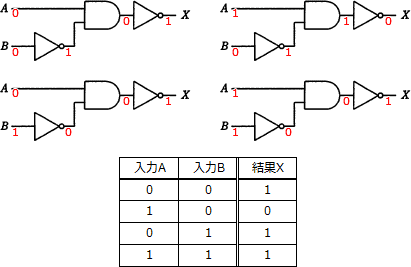 A 0 0 1 X
B 0 1
A 1 1 0 X
B 0 1
A 0 0 1 X
B 1 0
A 1 0 1 X
B 1 0
入力A 入力B 結果X
0 0 1
1 0 0
0 1 1
1 1 1